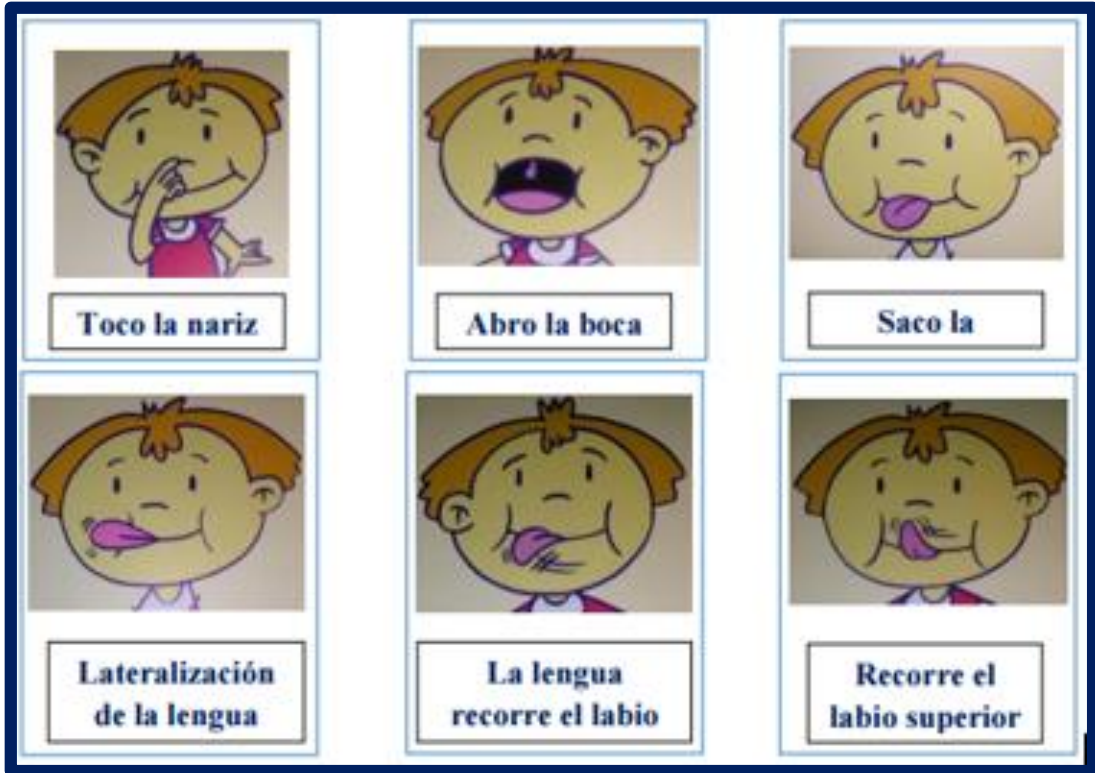 Toco la nariz
Abro la boca
Saco la
Lateralización
de la lengua
La lengua
recorre el labio
Recorre el
labio superior